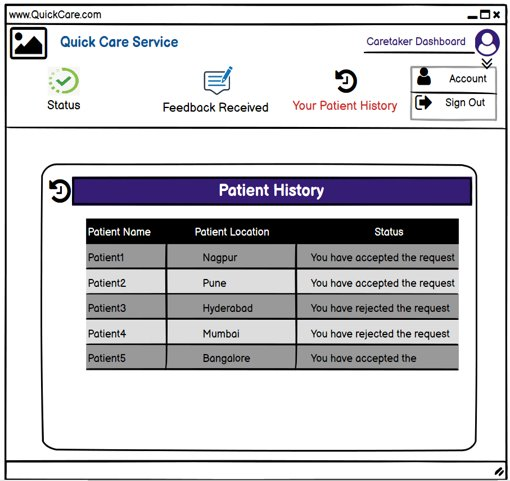 www.QuickCare.com
Quick Care Service
Caretaker Dashboard
Status
Feedback Received
Your Patient History
Account
Sign Out
Patient History
Patient Name Patient Location Status
Patient1 Nagpur You have accepted the request
Patient2 Pune You have accepted the request
Patient3 Hyderabad You have rejected the request
Patient4 Mumbai You have rejected the request
Patient5 Bangalore You have accepted the